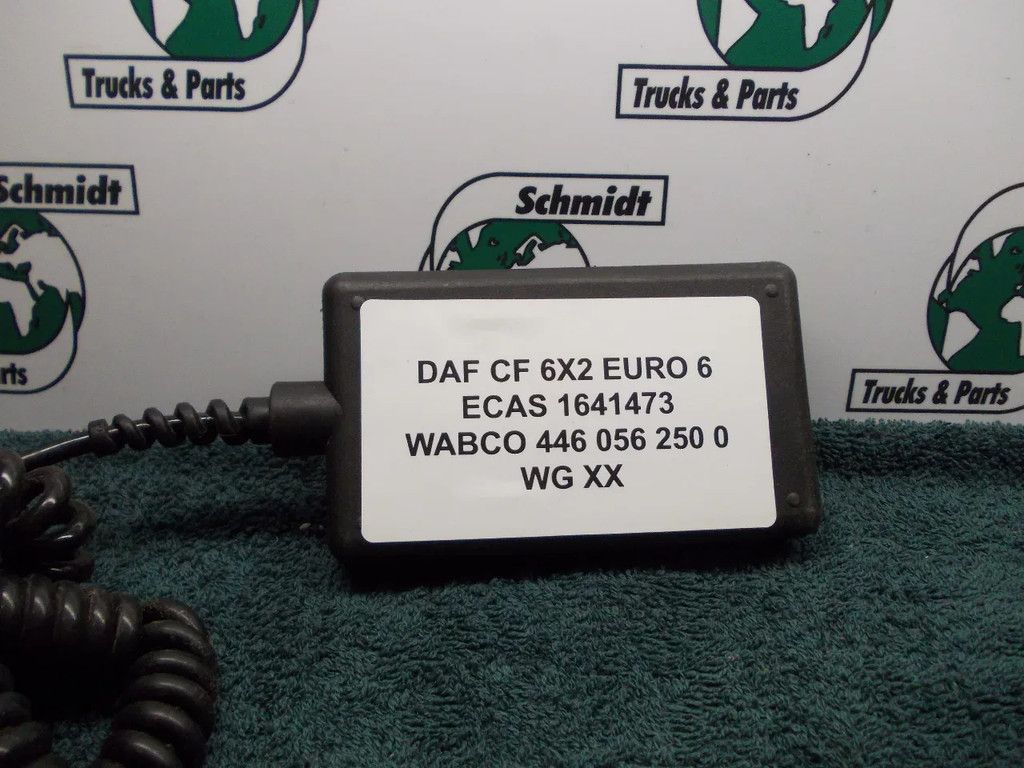 Trucks & Parts
Trucks & Parts
Schmidt
Schmidt
DAF CF 6X2 EURO 6
ECAS 1641473
WABCO 446 056 250 0
WG XX
rts
Trucks & Parts